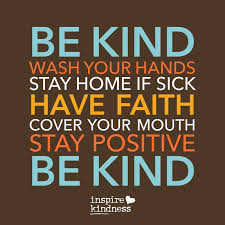 BE KIND
WASH YOUR HANDS
STAY HOME IF SICK
HAVE FAITH
COVER YOUR MOUTH
STAY POSITIVE
BE KIND
inspire
kindness